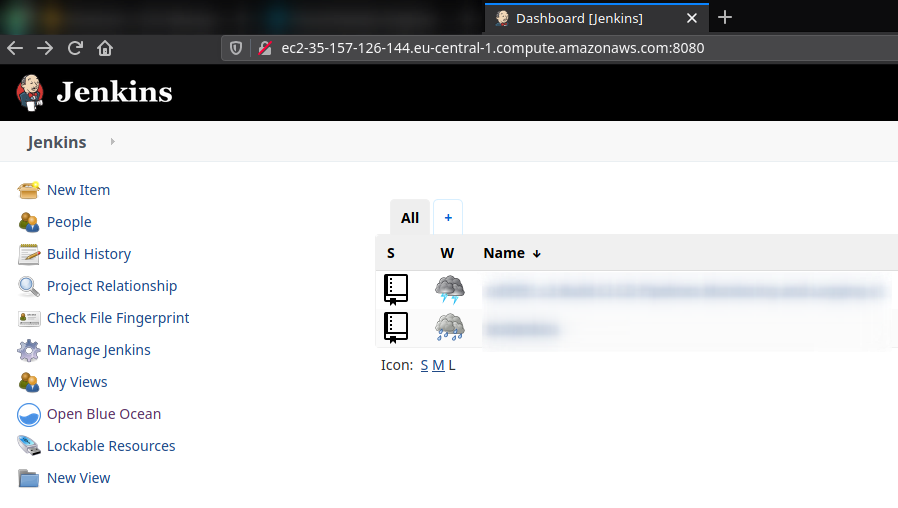 Dashboard [Jenkins]
ec2-35-157-126-144.eu-central-1.compute.amazonaws.com:8080
Jenkins
Jenkins
New Item
People
Build History
Project Relationship
Check File Fingerprint
Manage Jenkins
My Views
Open Blue Ocean
Lockable Resources
New View
All +
S W Name ↓
Icon: S M L